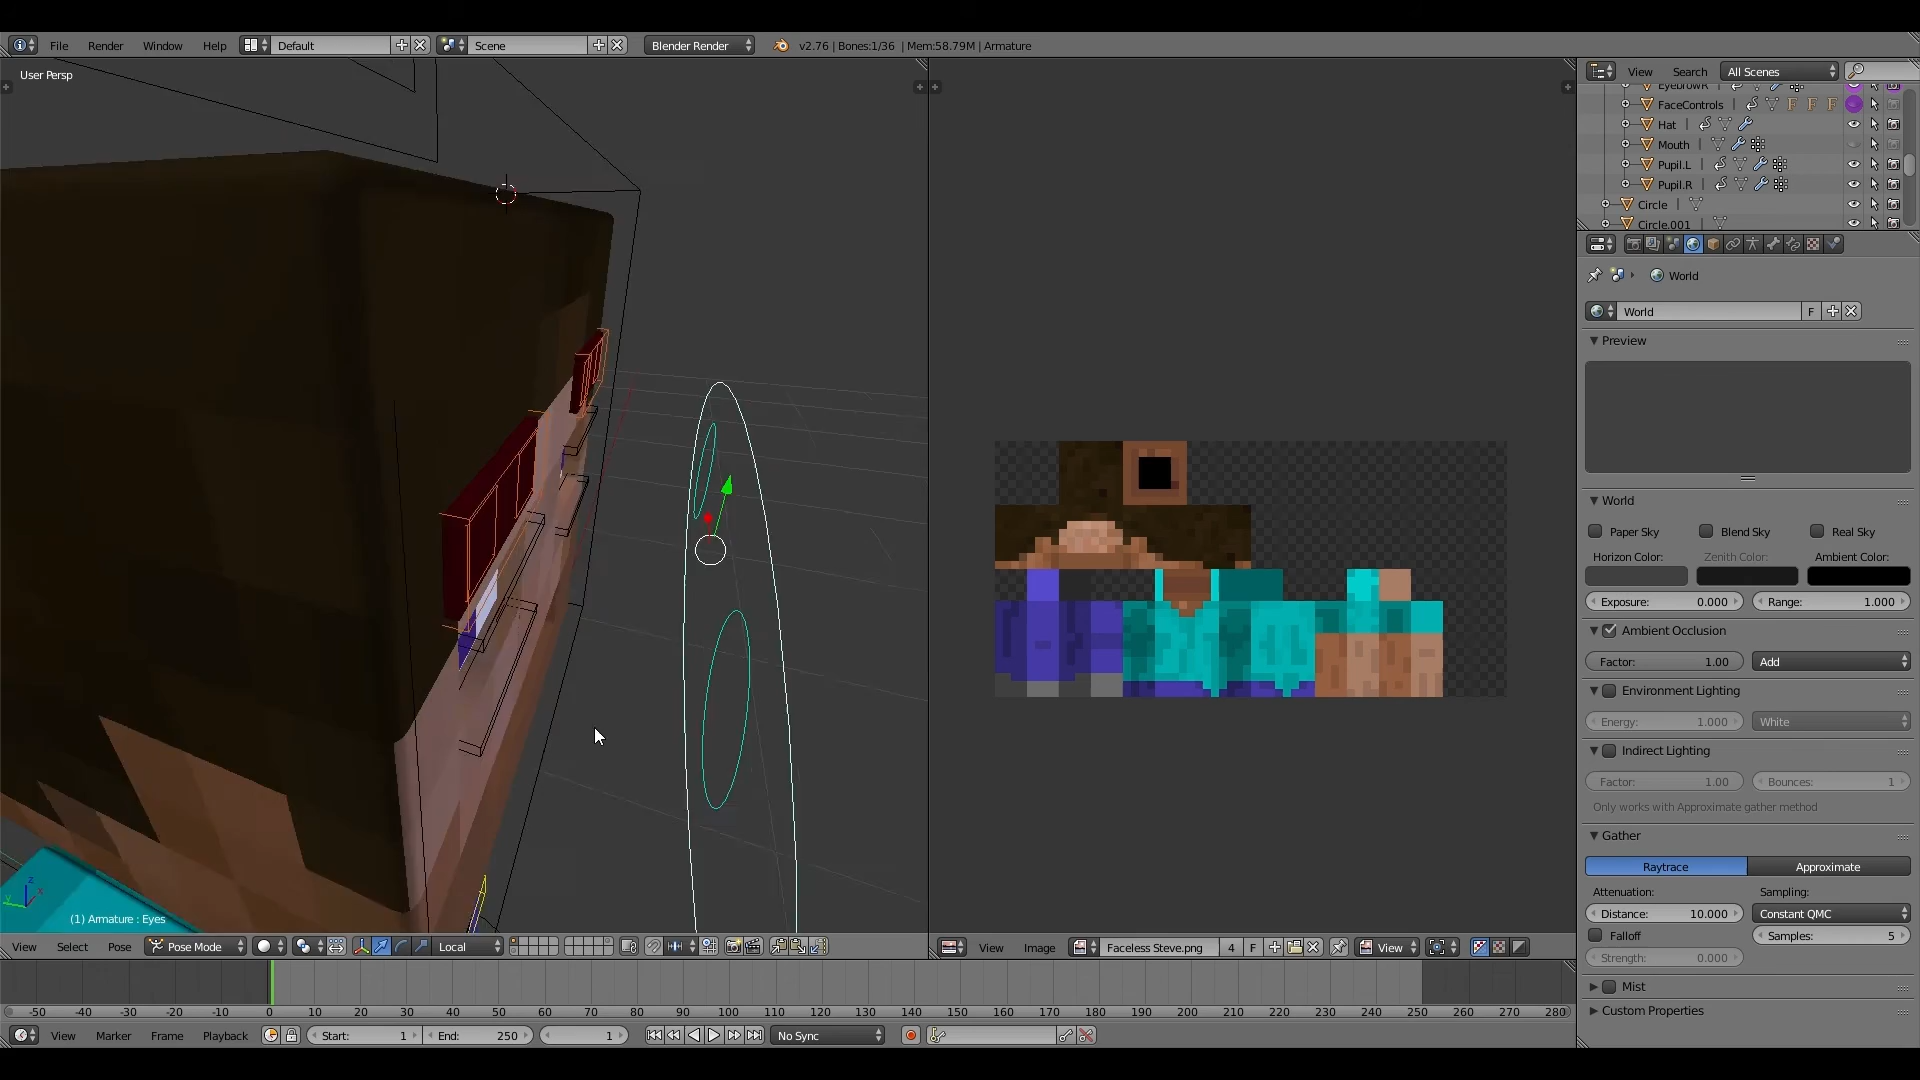 File Render Window Help Default Scene Blender Render v2.76 | Bones:1/36 | Mem:58.79M | Armature
User Persp
View Search All Scenes
EyebrowR
FaceControls
Hat
Mouth
Pupil.L
Pupil.R
Circle
Circle.001
World
World F
Preview
World
Paper Sky Blend Sky Real Sky
Horizon Color: Zenith Color: Ambient Color:
Exposure: 0.000 Range: 1.000
Ambient Occlusion
Factor: 1.00 Add
Environment Lighting
Energy: 1.000 White
Indirect Lighting
Factor: 1.00 Bounces: 1
Only works with Approximate gather method
Gather
Raytrace Approximate
Attenuation: Sampling:
Distance: 10.000 Constant QMC
Falloff Samples: 5
Strength: 0.000
Mist
Custom Properties
z
y x
(1) Armature : Eyes
View Select Pose Pose Mode Local
View Image Faceless Steve.png 4 F View
-50 -40 -30 -20 -10 0 10 20 30 40 50 60 70 80 90 100 110 120 130 140 150 160 170 180 190 200 210 220 230 240 250 260 270 280
View Marker Frame Playback Start: 1 End: 250 1 No Sync